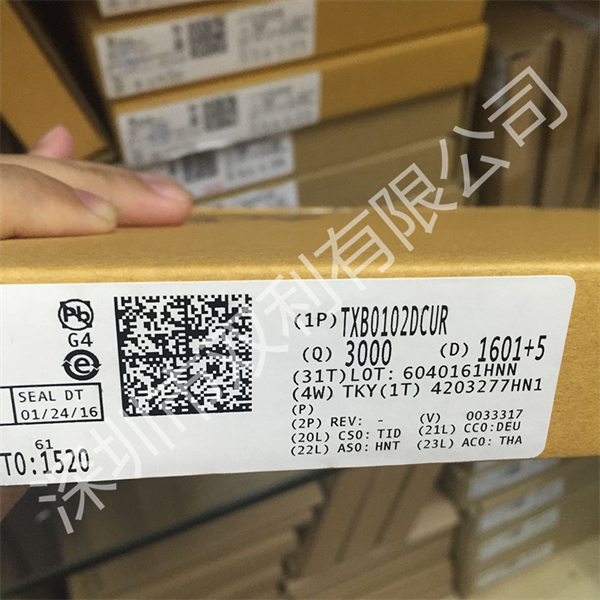 (1P) TXB0102DCUR
(Q) 3000 (D) 1601+5
(31T)LOT: 6040161HNN
(4W) TKY(1T) 4203277HN1
(P)
(2P) REV: - (V) 0033317
(20L) CSO: TID (21L) CCO:DEU
(22L) ASO: HNT (23L) ACO: THA
Pb
G4
e
SEAL DT
01/24/16
61
TO:1520
深圳市双利有限公司